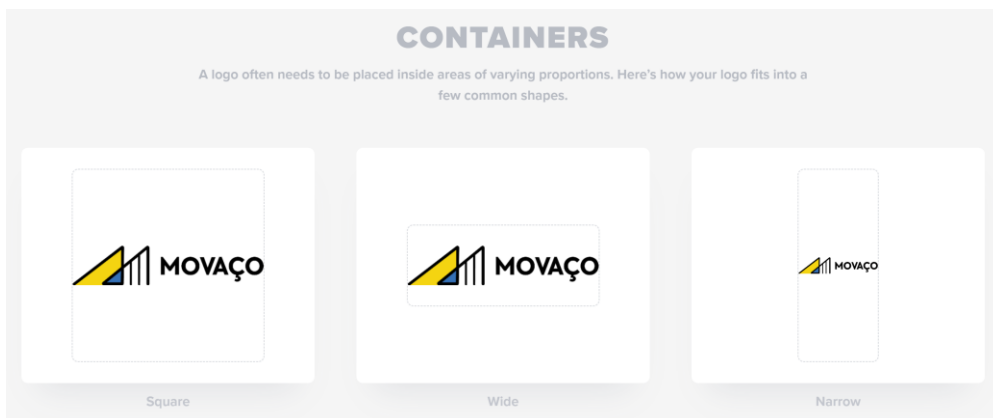 CONTAINERS
A logo often needs to be placed inside areas of varying proportions. Here's how your logo fits into a
few common shapes.
MOVAÇO
MOVAÇO
MOVAÇO
Square
Wide
Narrow